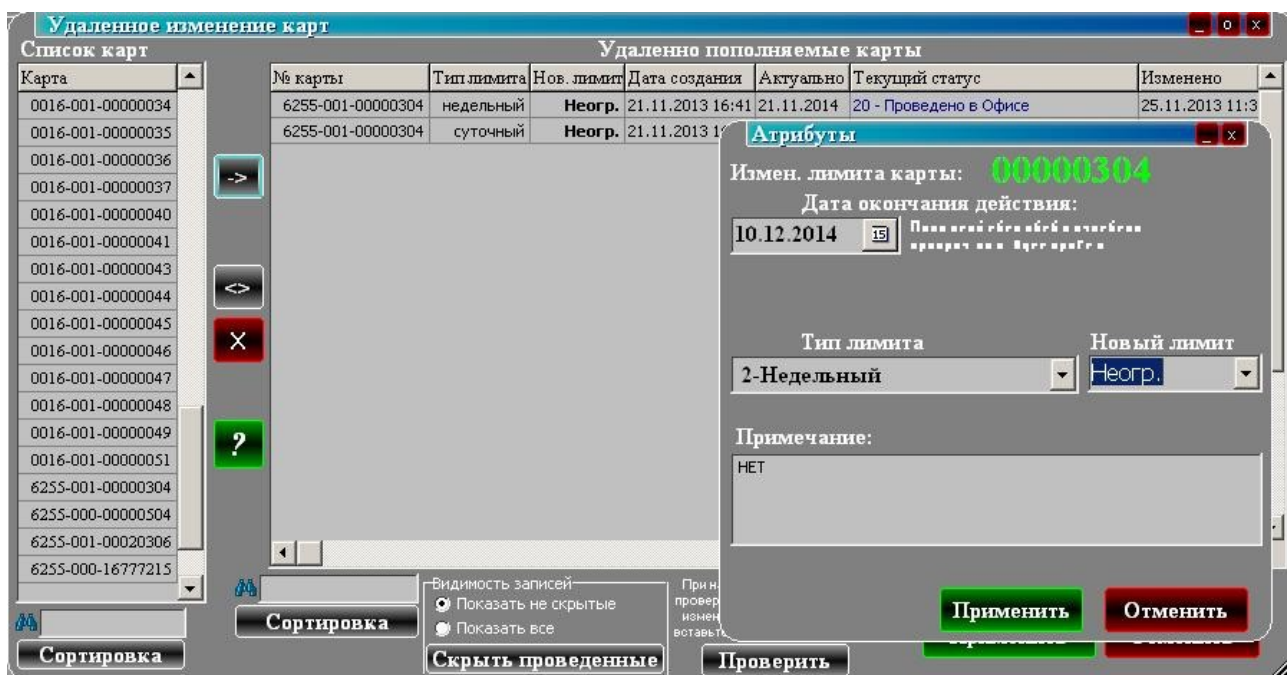 Удаленное изменение карт
_ o x
Список карт
Удаленно пополняемые карты
Карта
№ карты Тип лимита Нов. лимит Дата создания Актуально Текущий статус Изменено
0016-001-00000034
0016-001-00000035
0016-001-00000036
0016-001-00000037
0016-001-00000040
0016-001-00000041
0016-001-00000043
0016-001-00000044
0016-001-00000045
0016-001-00000046
0016-001-00000047
0016-001-00000048
0016-001-00000049
0016-001-00000051
6255-001-00000304
6255-000-00000504
6255-001-00020306
6255-000-16777215
Сортировка
->
<>
X
?
6255-001-00000304 недельный Неогр. 21.11.2013 16:41 21.11.2014 20 - Проведено в Офисе 25.11.2013 11:3
6255-001-00000304 суточный Неогр. 21.11.2013 1
Сортировка
Видимость записей
Показать не скрытые
Показать все
Скрыть проведенные
При н
провер
измен
вставьт
Проверить
Атрибуты
_ x
Измен. лимита карты: 00000304
Дата окончания действия:
10.12.2014 15
Тип лимита Новый лимит
2-Недельный Неогр.
Примечание:
НЕТ
Применить Отменить